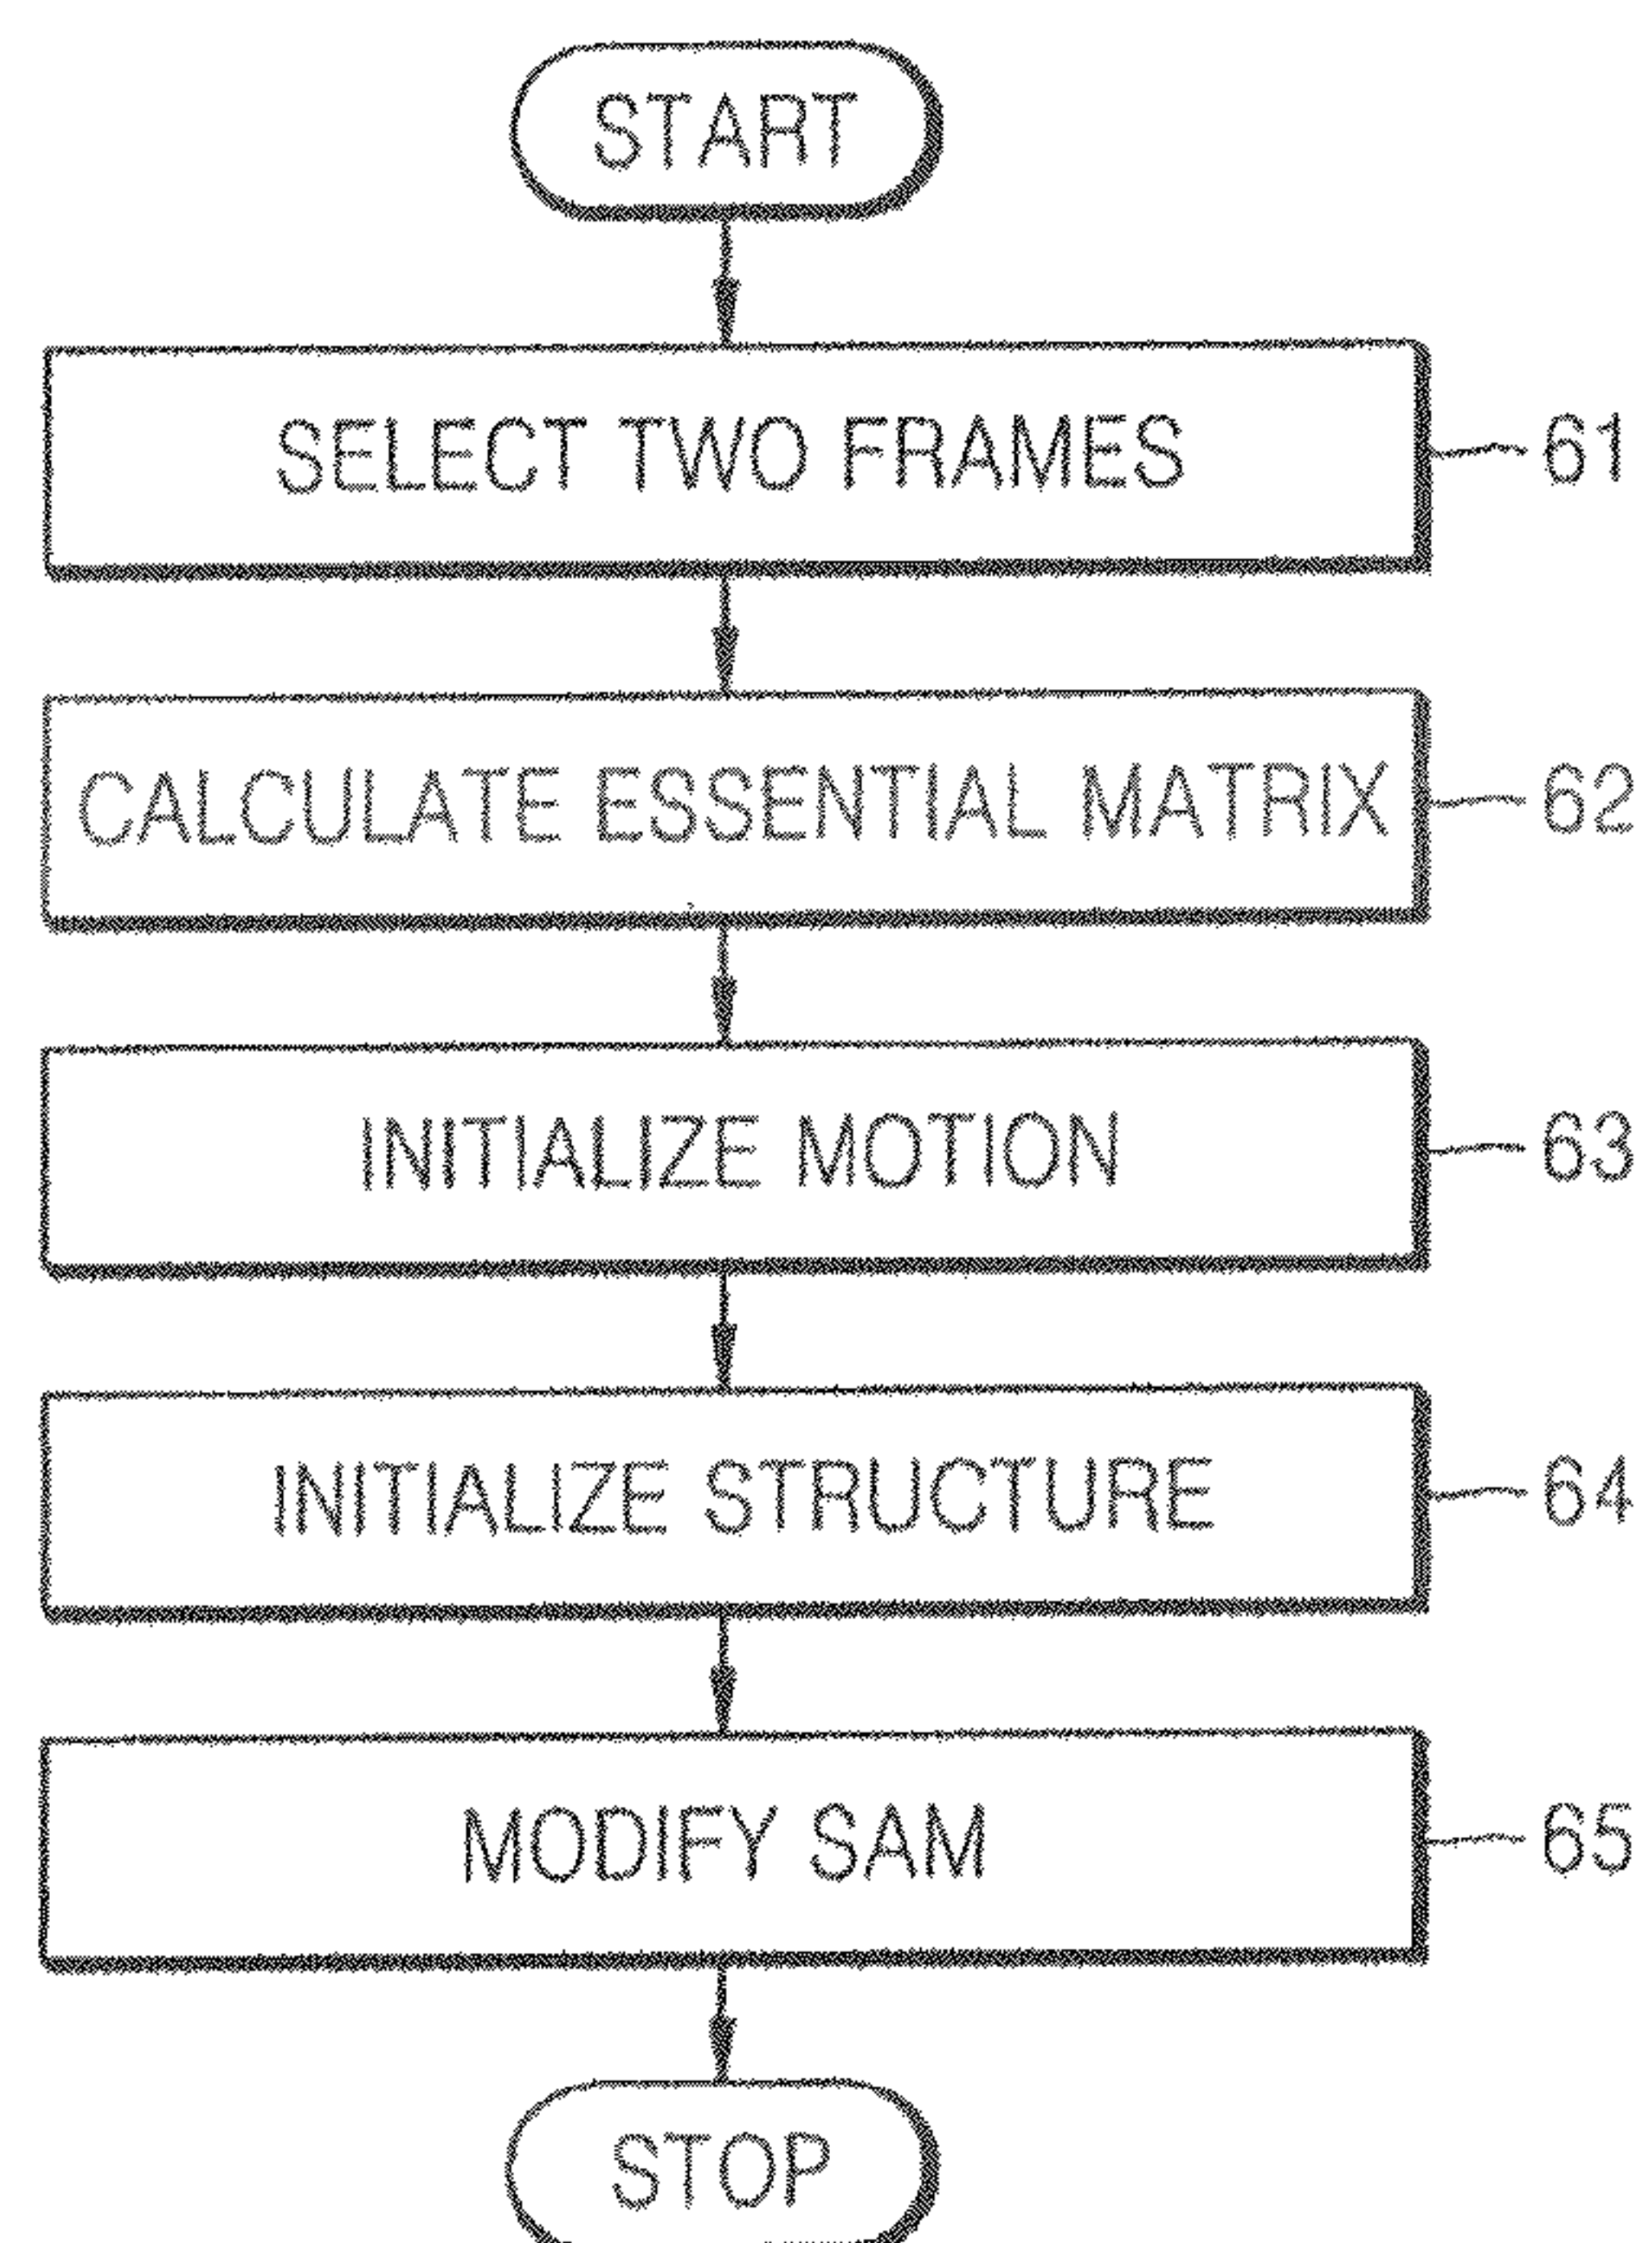 START
SELECT TWO FRAMES
61
CALCULATE ESSENTIAL MATRIX
62
INITIALIZE MOTION
63
INITIALIZE STRUCTURE
64
MODIFY SAM
65
STOP